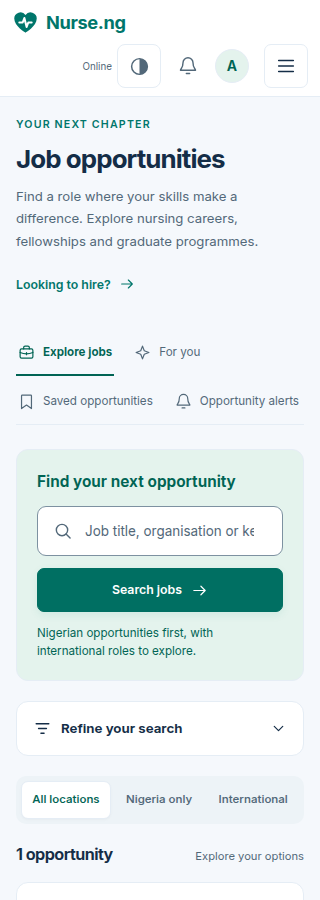 Nurse.ng
Online
A
YOUR NEXT CHAPTER
Job opportunities
Find a role where your skills make a
difference. Explore nursing careers,
fellowships and graduate programmes.
Looking to hire?
Explore jobs
For you
Saved opportunities
Opportunity alerts
Find your next opportunity
Job title, organisation or ke
Search jobs
Nigerian opportunities first, with
international roles to explore.
Refine your search
All locations
Nigeria only
International
1 opportunity
Explore your options